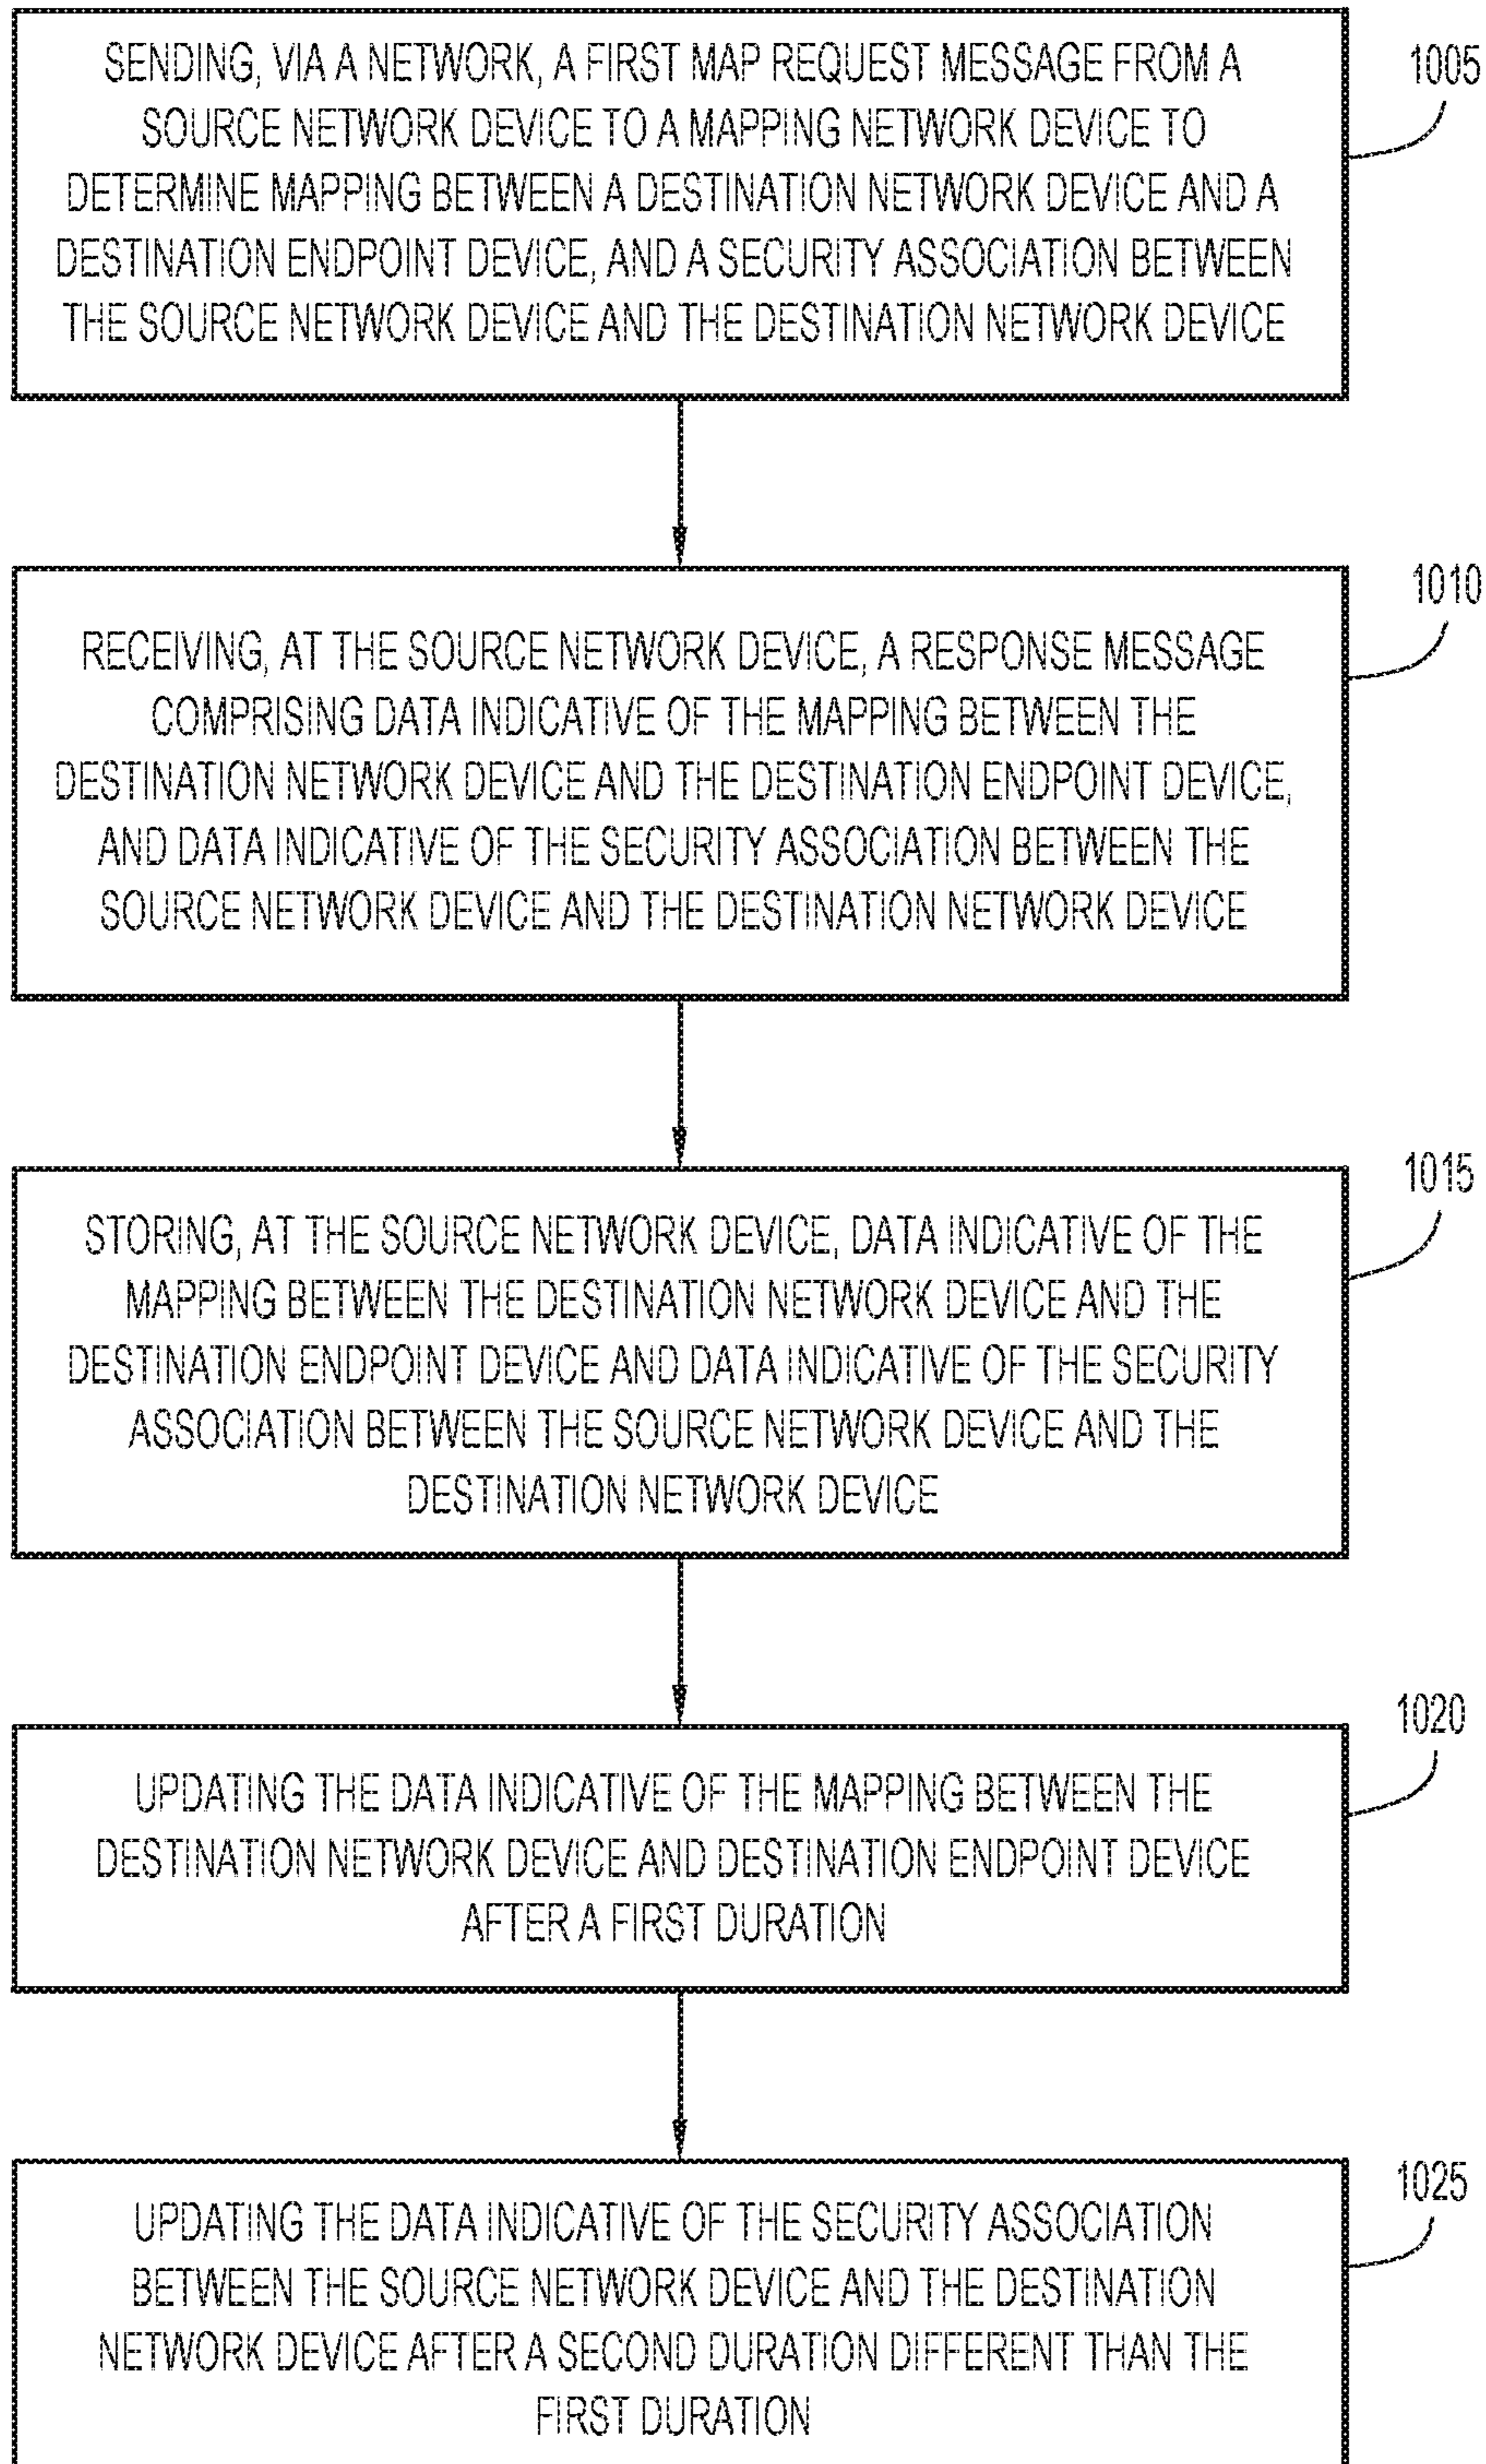 SENDING, VIA A NETWORK, A FIRST MAP REQUEST MESSAGE FROM A
SOURCE NETWORK DEVICE TO A MAPPING NETWORK DEVICE TO
DETERMINE MAPPING BETWEEN A DESTINATION NETWORK DEVICE AND A
DESTINATION ENDPOINT DEVICE, AND A SECURITY ASSOCIATION BETWEEN
THE SOURCE NETWORK DEVICE AND THE DESTINATION NETWORK DEVICE
1005
RECEIVING, AT THE SOURCE NETWORK DEVICE, A RESPONSE MESSAGE
COMPRISING DATA INDICATIVE OF THE MAPPING BETWEEN THE
DESTINATION NETWORK DEVICE AND THE DESTINATION ENDPOINT DEVICE,
AND DATA INDICATIVE OF THE SECURITY ASSOCIATION BETWEEN THE
SOURCE NETWORK DEVICE AND THE DESTINATION NETWORK DEVICE
1010
STORING, AT THE SOURCE NETWORK DEVICE, DATA INDICATIVE OF THE
MAPPING BETWEEN THE DESTINATION NETWORK DEVICE AND THE
DESTINATION ENDPOINT DEVICE AND DATA INDICATIVE OF THE SECURITY
ASSOCIATION BETWEEN THE SOURCE NETWORK DEVICE AND THE
DESTINATION NETWORK DEVICE
1015
UPDATING THE DATA INDICATIVE OF THE MAPPING BETWEEN THE
DESTINATION NETWORK DEVICE AND DESTINATION ENDPOINT DEVICE
AFTER A FIRST DURATION
1020
UPDATING THE DATA INDICATIVE OF THE SECURITY ASSOCIATION
BETWEEN THE SOURCE NETWORK DEVICE AND THE DESTINATION
NETWORK DEVICE AFTER A SECOND DURATION DIFFERENT THAN THE
FIRST DURATION
1025